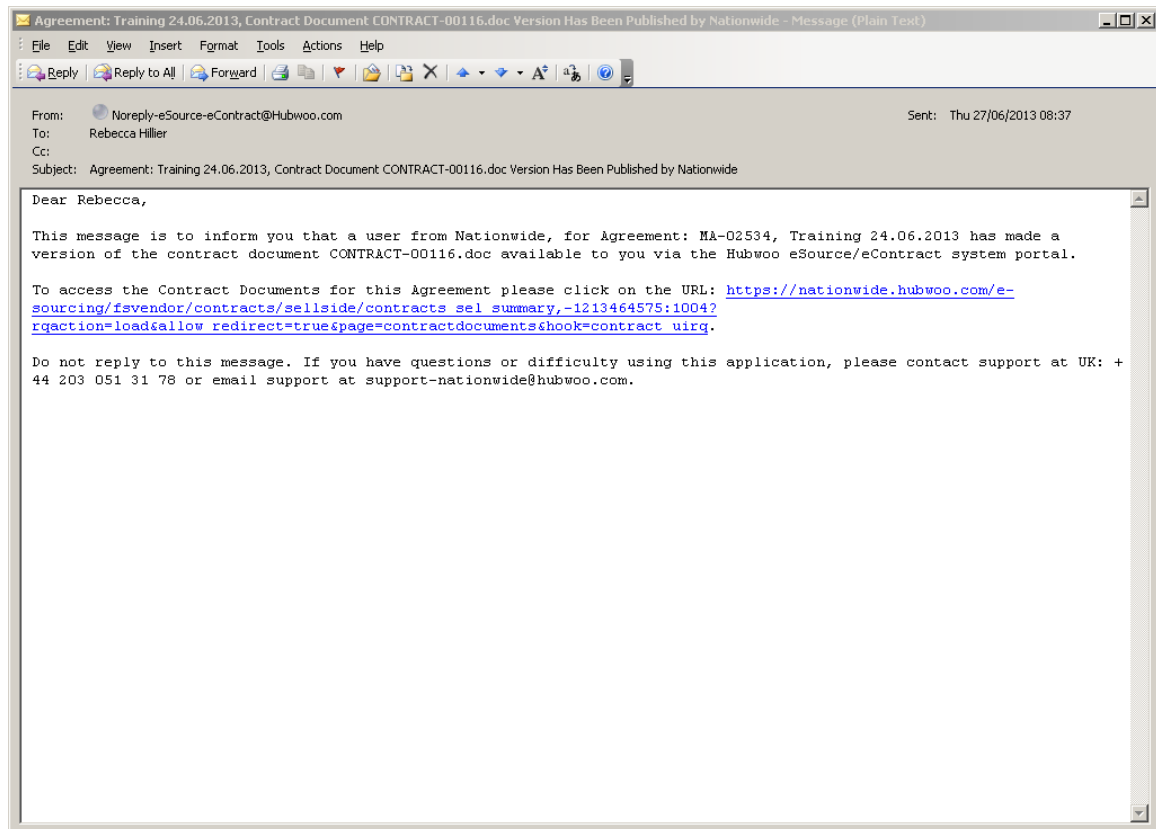 Agreement: Training 24.06.2013, Contract Document CONTRACT-00116.doc Version Has Been Published by Nationwide - Message (Plain Text)
File Edit View Insert Format Tools Actions Help
Reply Reply to All Forward
From: Noreply-eSource-eContract@Hubwoo.com Sent: Thu 27/06/2013 08:37
To: Rebecca Hillier
Cc:
Subject: Agreement: Training 24.06.2013, Contract Document CONTRACT-00116.doc Version Has Been Published by Nationwide
Dear Rebecca,
This message is to inform you that a user from Nationwide, for Agreement: MA-02534, Training 24.06.2013 has made a
version of the contract document CONTRACT-00116.doc available to you via the Hubwoo eSource/eContract system portal.
To access the Contract Documents for this Agreement please click on the URL: https://nationwide.hubwoo.com/e-
sourcing/fsvendor/contracts/sellside/contracts_sel_summary,-1213464575:1004?
rqaction=load&allow_redirect=true&page=contractdocuments&hook=contract_uirq.
Do not reply to this message. If you have questions or difficulty using this application, please contact support at UK: +
44 203 051 31 78 or email support at support-nationwide@hubwoo.com.